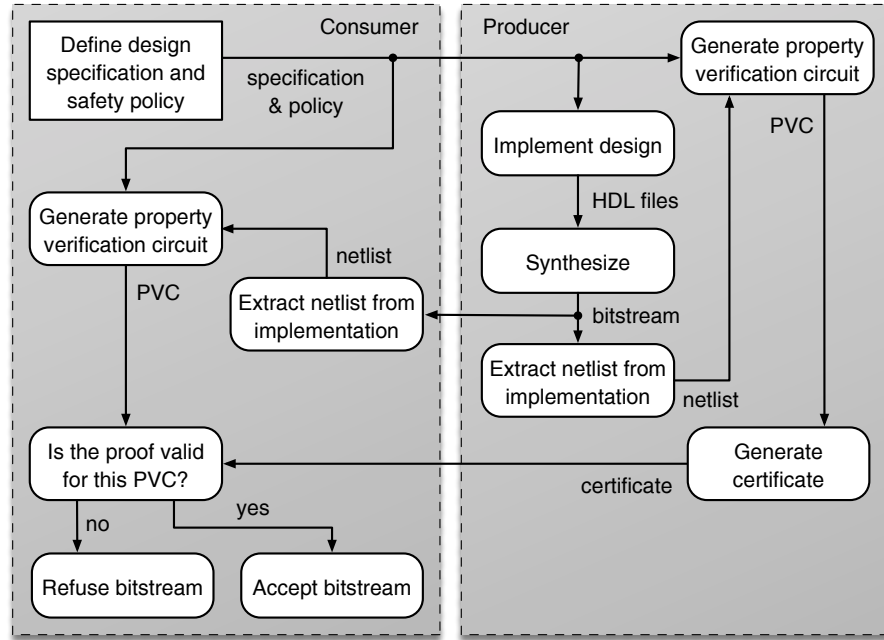 Consumer
Producer
Define design
specification and
safety policy
specification
& policy
Generate property
verification circuit
PVC
Implement design
HDL files
Generate property
verification circuit
netlist
Synthesize
PVC
Extract netlist from
implementation
bitstream
Extract netlist from
implementation
netlist
Is the proof valid
for this PVC?
Generate
certificate
certificate
no
yes
Refuse bitstream
Accept bitstream